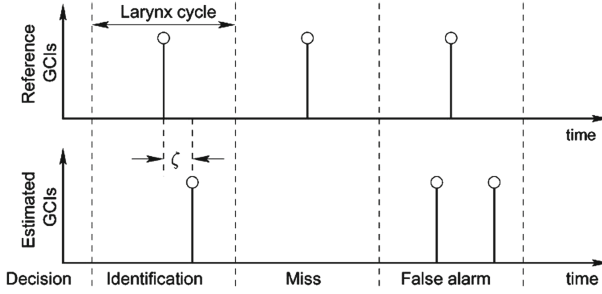 Larynx cycle
Reference
GCIs
time
ζ
Estimated
GCIs
Decision Identification Miss False alarm time